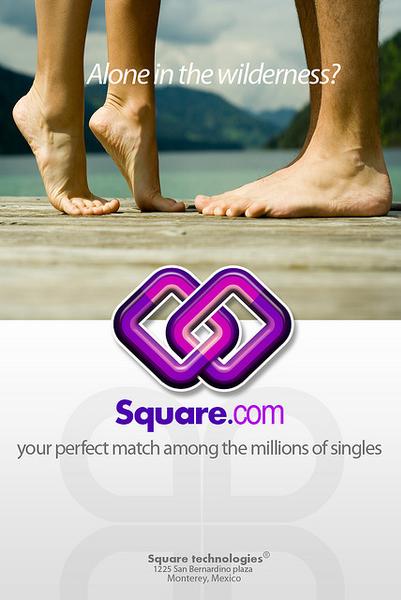 Alone in the wilderness?
Square.com
your perfect match among the millions of singles
Square technologies®
1225 San Bernardino plaza
Monterey, Mexico